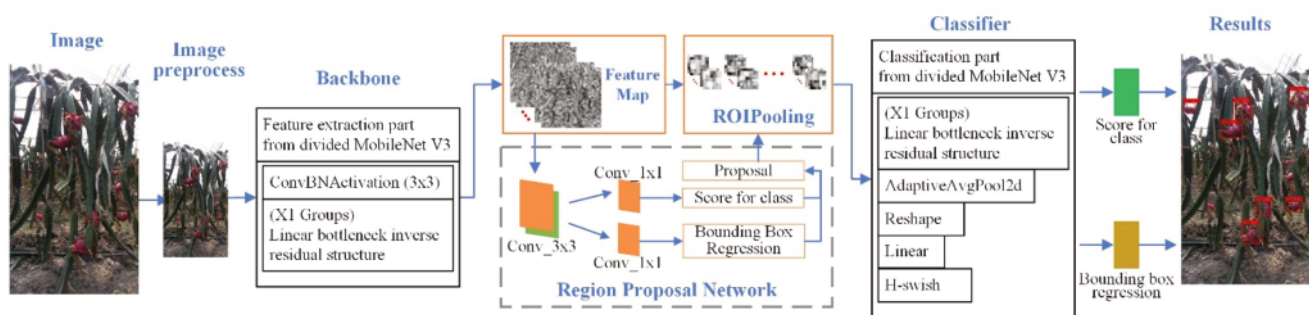 Image
Image
preprocess
Backbone
Feature extraction part
from divided MobileNet V3
ConvBNActivation (3x3)
(X1 Groups)
Linear bottleneck inverse
residual structure
Feature
Map
ROIPooling
Conv_3x3
Conv_1x1
Conv_1x1
Proposal
Score for class
Bounding Box
Regression
Region Proposal Network
Classifier
Classification part
from divided MobileNet V3
(X1 Groups)
Linear bottleneck inverse
residual structure
AdaptiveAvgPool2d
Reshape
Linear
H-swish
Score for
class
Bounding box
regression
Results